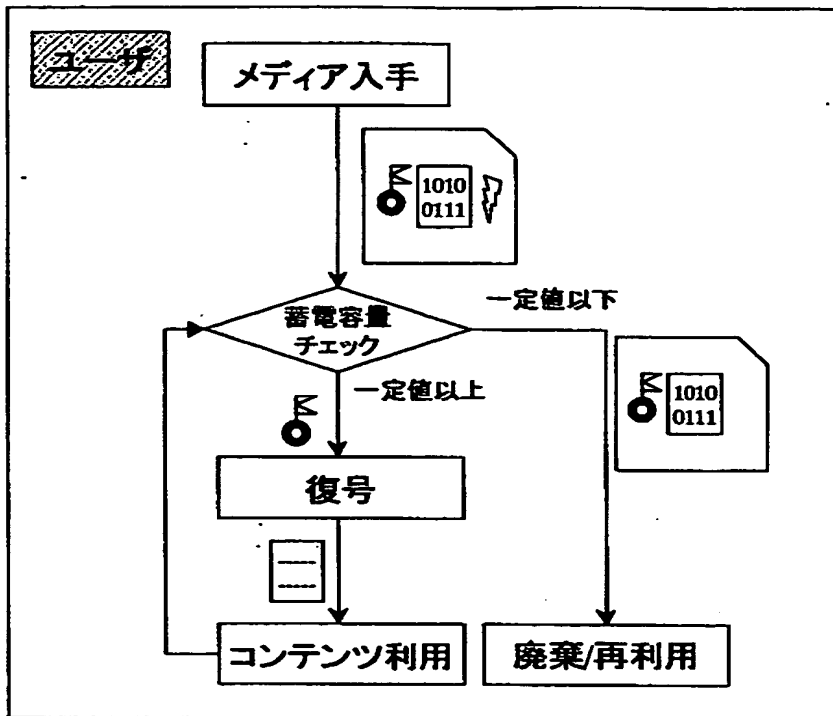 ユーザ
メディア入手
1010
0111
蓄電容量
チェック
一定値以下
一定値以上
1010
0111
復号
コンテンツ利用
廃棄/再利用